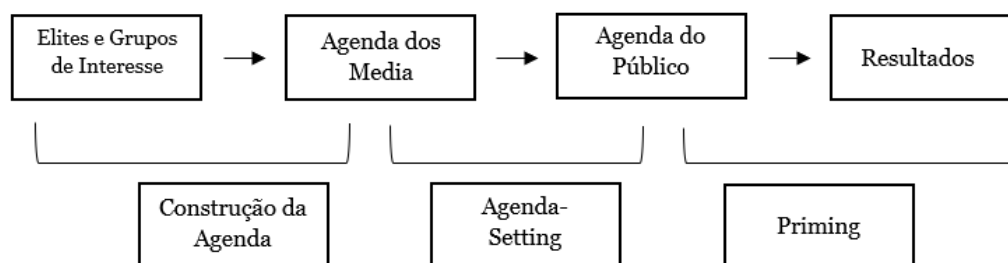 Elites e Grupos
de Interesse
Agenda dos
Media
Agenda do
Público
Resultados
Construção da
Agenda
Agenda-
Setting
Priming